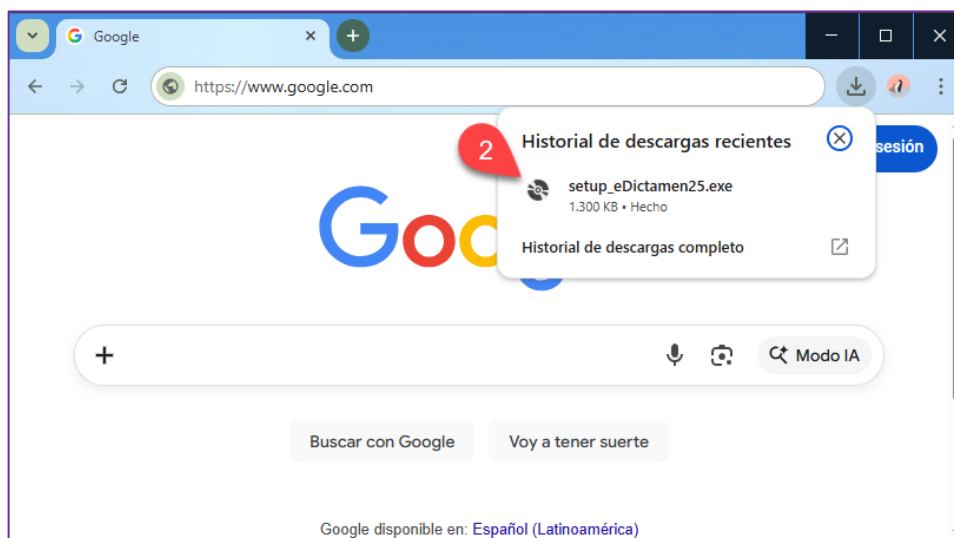 Google
https://www.google.com
2
Historial de descargas recientes
sesión
setup_eDictamen25.exe
1.300 KB • Hecho
Historial de descargas completo
Goo
Modo IA
Buscar con Google
Voy a tener suerte
Google disponible en: Español (Latinoamérica)